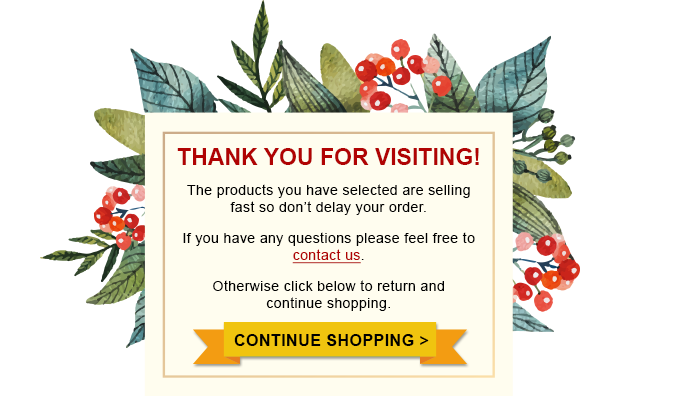 THANK YOU FOR VISITING!
The products you have selected are selling
fast so don’t delay your order.
If you have any questions please feel free to
contact us.
Otherwise click below to return and
continue shopping.
CONTINUE SHOPPING >